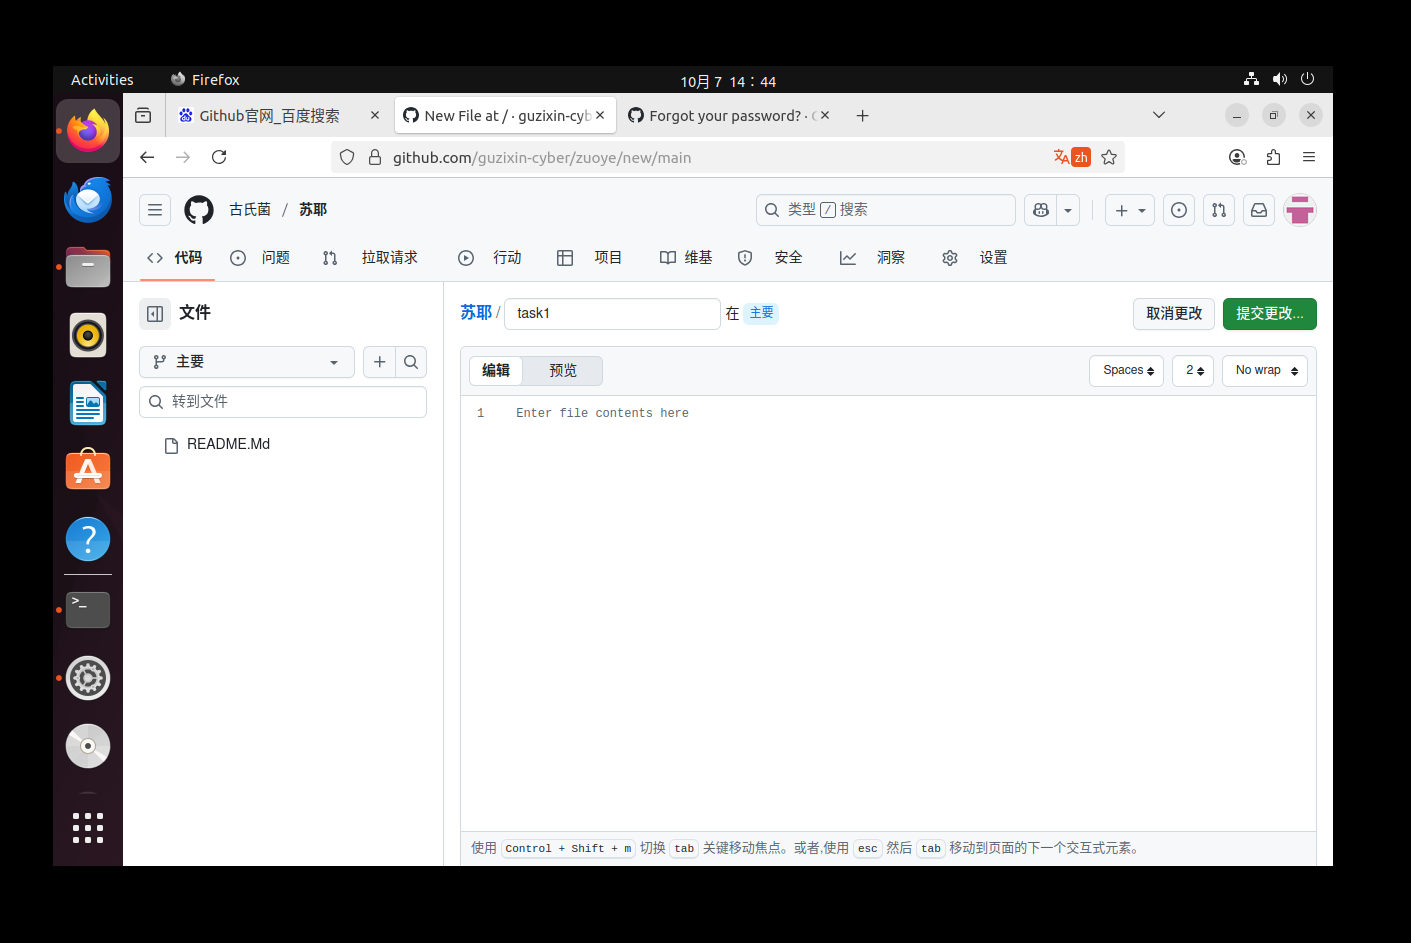 Activities Firefox 10月 7 14：44
Github官网_百度搜索 New File at / · guzixin-cyb Forgot your password? ·
github.com/guzixin-cyber/zuoye/new/main zh
古氏菌 / 苏耶 类型 / 搜索
代码 问题 拉取请求 行动 项目 维基 安全 洞察 设置
文件 苏耶 / task1 在 主要 取消更改 提交更改...
主要 编辑 预览 Spaces 2 No wrap
转到文件
1 Enter file contents here
README.Md
使用 Control + Shift + m 切换 tab 关键移动焦点。或者,使用 esc 然后 tab 移动到页面的下一个交互式元素。